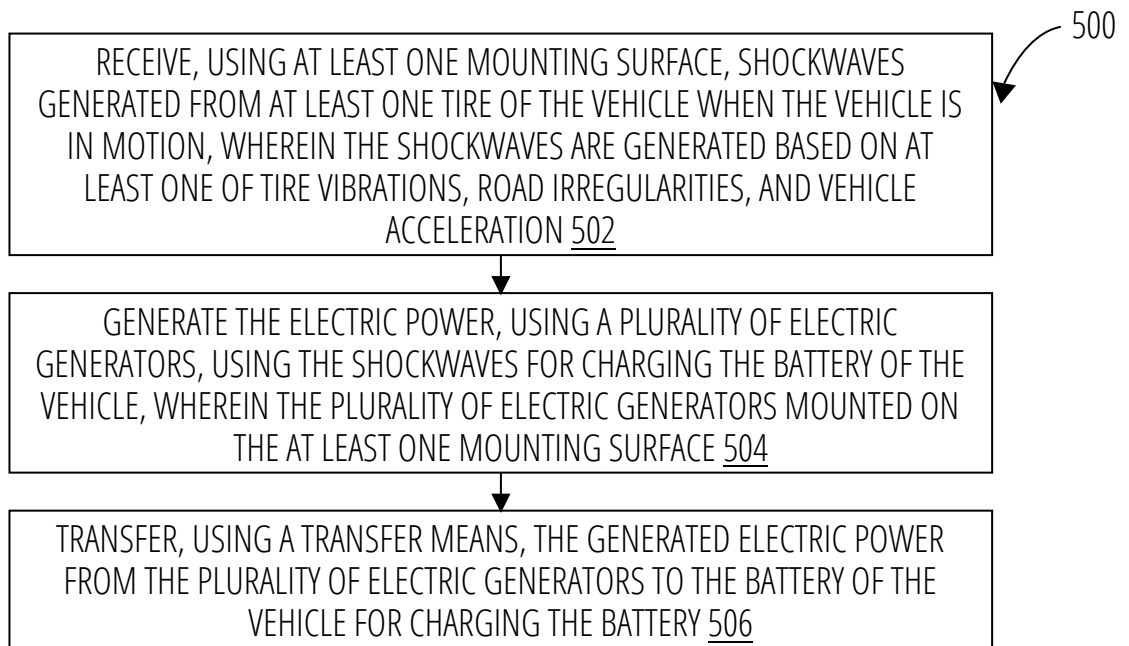 500
RECEIVE, USING AT LEAST ONE MOUNTING SURFACE, SHOCKWAVES
GENERATED FROM AT LEAST ONE TIRE OF THE VEHICLE WHEN THE VEHICLE IS
IN MOTION, WHEREIN THE SHOCKWAVES ARE GENERATED BASED ON AT
LEAST ONE OF TIRE VIBRATIONS, ROAD IRREGULARITIES, AND VEHICLE
ACCELERATION 502
GENERATE THE ELECTRIC POWER, USING A PLURALITY OF ELECTRIC
GENERATORS, USING THE SHOCKWAVES FOR CHARGING THE BATTERY OF THE
VEHICLE, WHEREIN THE PLURALITY OF ELECTRIC GENERATORS MOUNTED ON
THE AT LEAST ONE MOUNTING SURFACE 504
TRANSFER, USING A TRANSFER MEANS, THE GENERATED ELECTRIC POWER
FROM THE PLURALITY OF ELECTRIC GENERATORS TO THE BATTERY OF THE
VEHICLE FOR CHARGING THE BATTERY 506